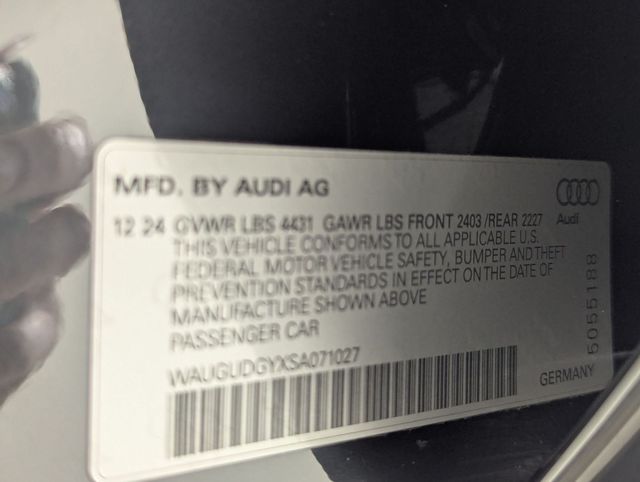 MFD. BY AUDI AG
Audi
12 24 GVWR LBS 4431 GAWR LBS FRONT 2403 /REAR 2227
THIS VEHICLE CONFORMS TO ALL APPLICABLE U.S.
FEDERAL MOTOR VEHICLE SAFETY, BUMPER AND THEFT
PREVENTION STANDARDS IN EFFECT ON THE DATE OF
MANUFACTURE SHOWN ABOVE
PASSENGER CAR
WAUGUDGYXSA071027
GERMANY
5055188